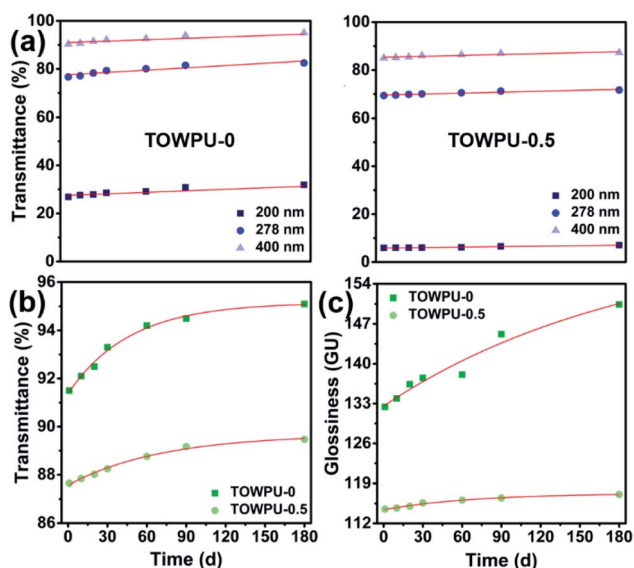 (a)
Transmittance (%)
100
80
60
40
20
0
TOWPU-0
200 nm
278 nm
400 nm
100
80
60
40
20
0
TOWPU-0.5
200 nm
278 nm
400 nm
(b)
Transmittance (%)
96
94
92
90
88
86
TOWPU-0
TOWPU-0.5
0 30 60 90 120 150 180
Time (d)
(c)
Glossiness (GU)
154
147
140
133
126
119
112
TOWPU-0
TOWPU-0.5
0 30 60 90 120 150 180
Time (d)